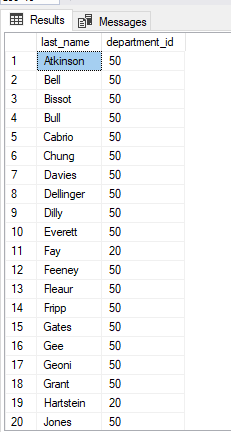 Results Messages
last_name department_id
1 Atkinson 50
2 Bell 50
3 Bissot 50
4 Bull 50
5 Cabrio 50
6 Chung 50
7 Davies 50
8 Dellinger 50
9 Dilly 50
10 Everett 50
11 Fay 20
12 Feeney 50
13 Fleaur 50
14 Fripp 50
15 Gates 50
16 Gee 50
17 Geoni 50
18 Grant 50
19 Hartstein 20
20 Jones 50